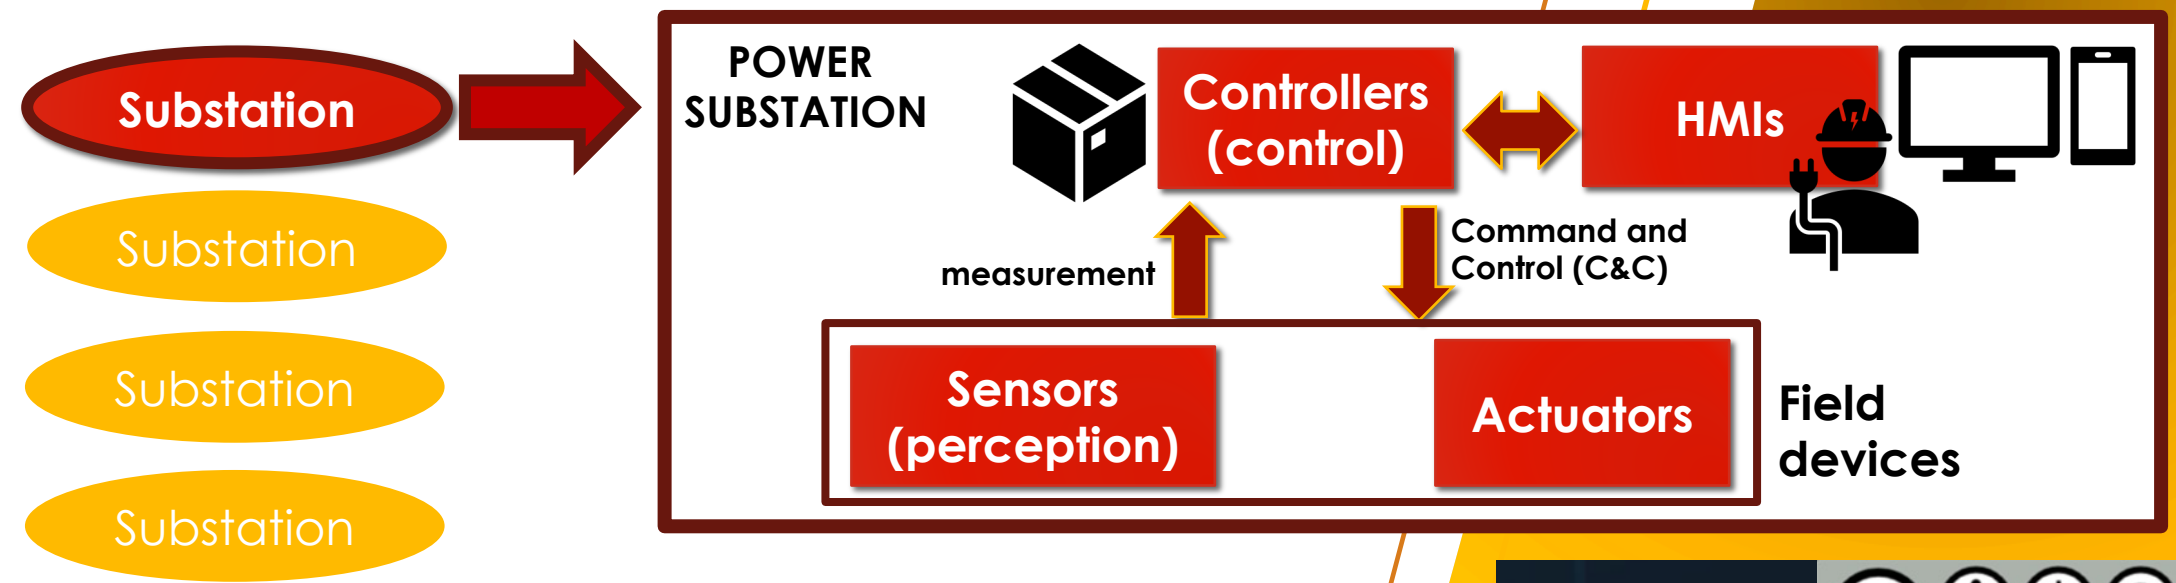 Substation
Substation
Substation
Substation
POWER
SUBSTATION
Controllers
(control)
HMIs
measurement
Command and
Control (C&C)
Sensors
(perception)
Actuators
Field
devices